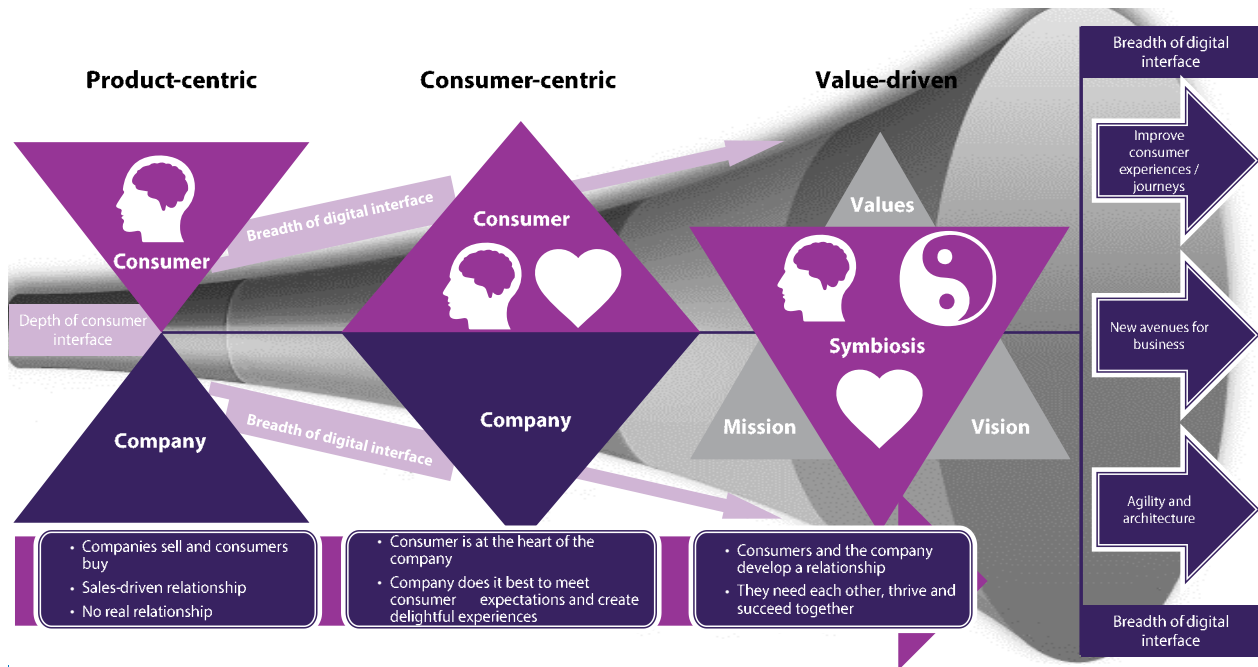 Product-centric
Consumer-centric
Value-driven
Consumer
Depth of consumer
interface
Company
Breadth of digital interface
Breadth of digital interface
Consumer
Company
Values
Symbiosis
Mission
Vision
Breadth of digital
interface
Improve
consumer
experiences /
journeys
New avenues for
business
Agility and
architecture
Breadth of digital
interface
• Companies sell and consumers
buy
• Sales-driven relationship
• No real relationship
• Consumer is at the heart of the
company
• Company does it best to meet
consumer expectations and create
delightful experiences
• Consumers and the company
develop a relationship
• They need each other, thrive and
succeed together